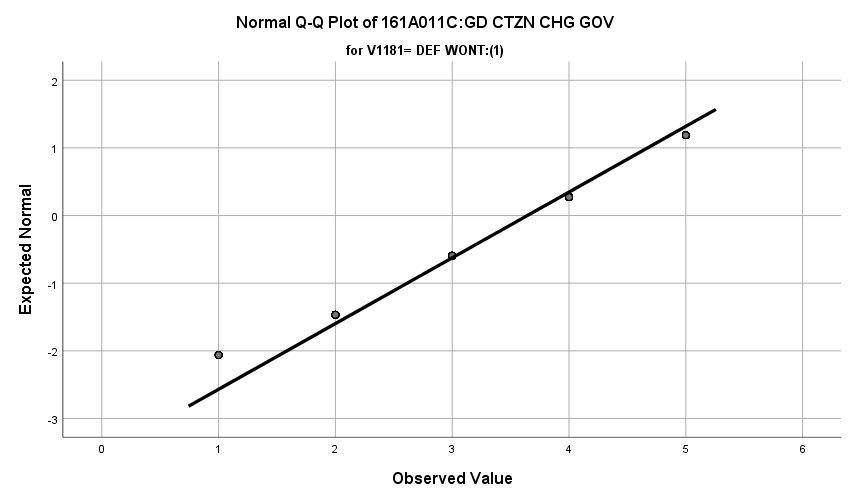 Normal Q-Q Plot of 161A011C:GD CTZN CHG GOV
for V1181= DEF WONT:(1)
2
1
0
-1
-2
-3
Expected Normal
0 1 2 3 4 5 6
Observed Value